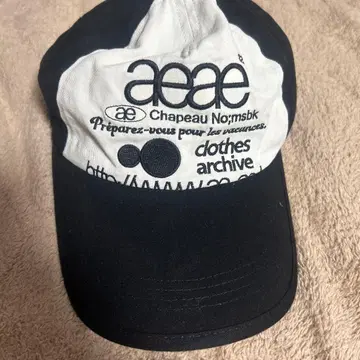 aeae®
ae Chapeau No;msbk
Préparez-vous pour les vacances.
clothes
archive